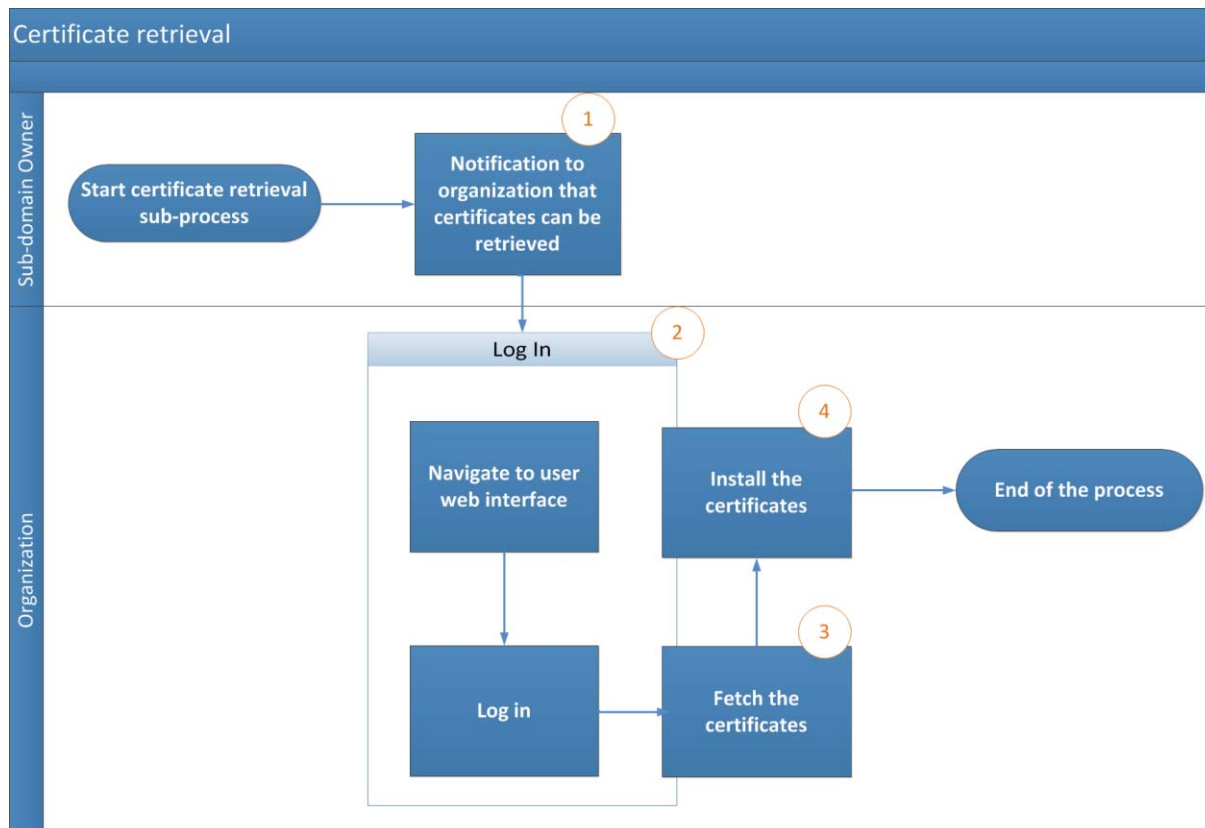 Certificate retrieval
Sub-domain Owner
1
Start certificate retrieval
sub-process
Notification to
organization that
certificates can be
retrieved
Organization
2
Log In
Navigate to user
web interface
4
Install the
certificates
End of the process
Log in
3
Fetch the
certificates